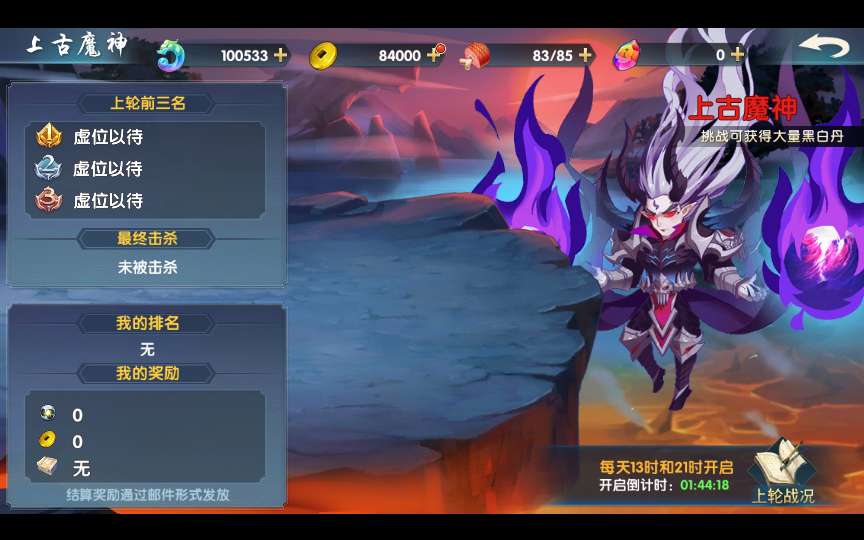 上古魔神
100533
84000
83/85
0
上轮前三名
1 虚位以待
2 虚位以待
3 虚位以待
最终击杀
未被击杀
我的排名
无
我的奖励
0
0
无
结算奖励通过邮件形式发放
上古魔神
挑战可获得大量黑白丹
每天13时和21时开启
开启倒计时：01:44:18
上轮战况